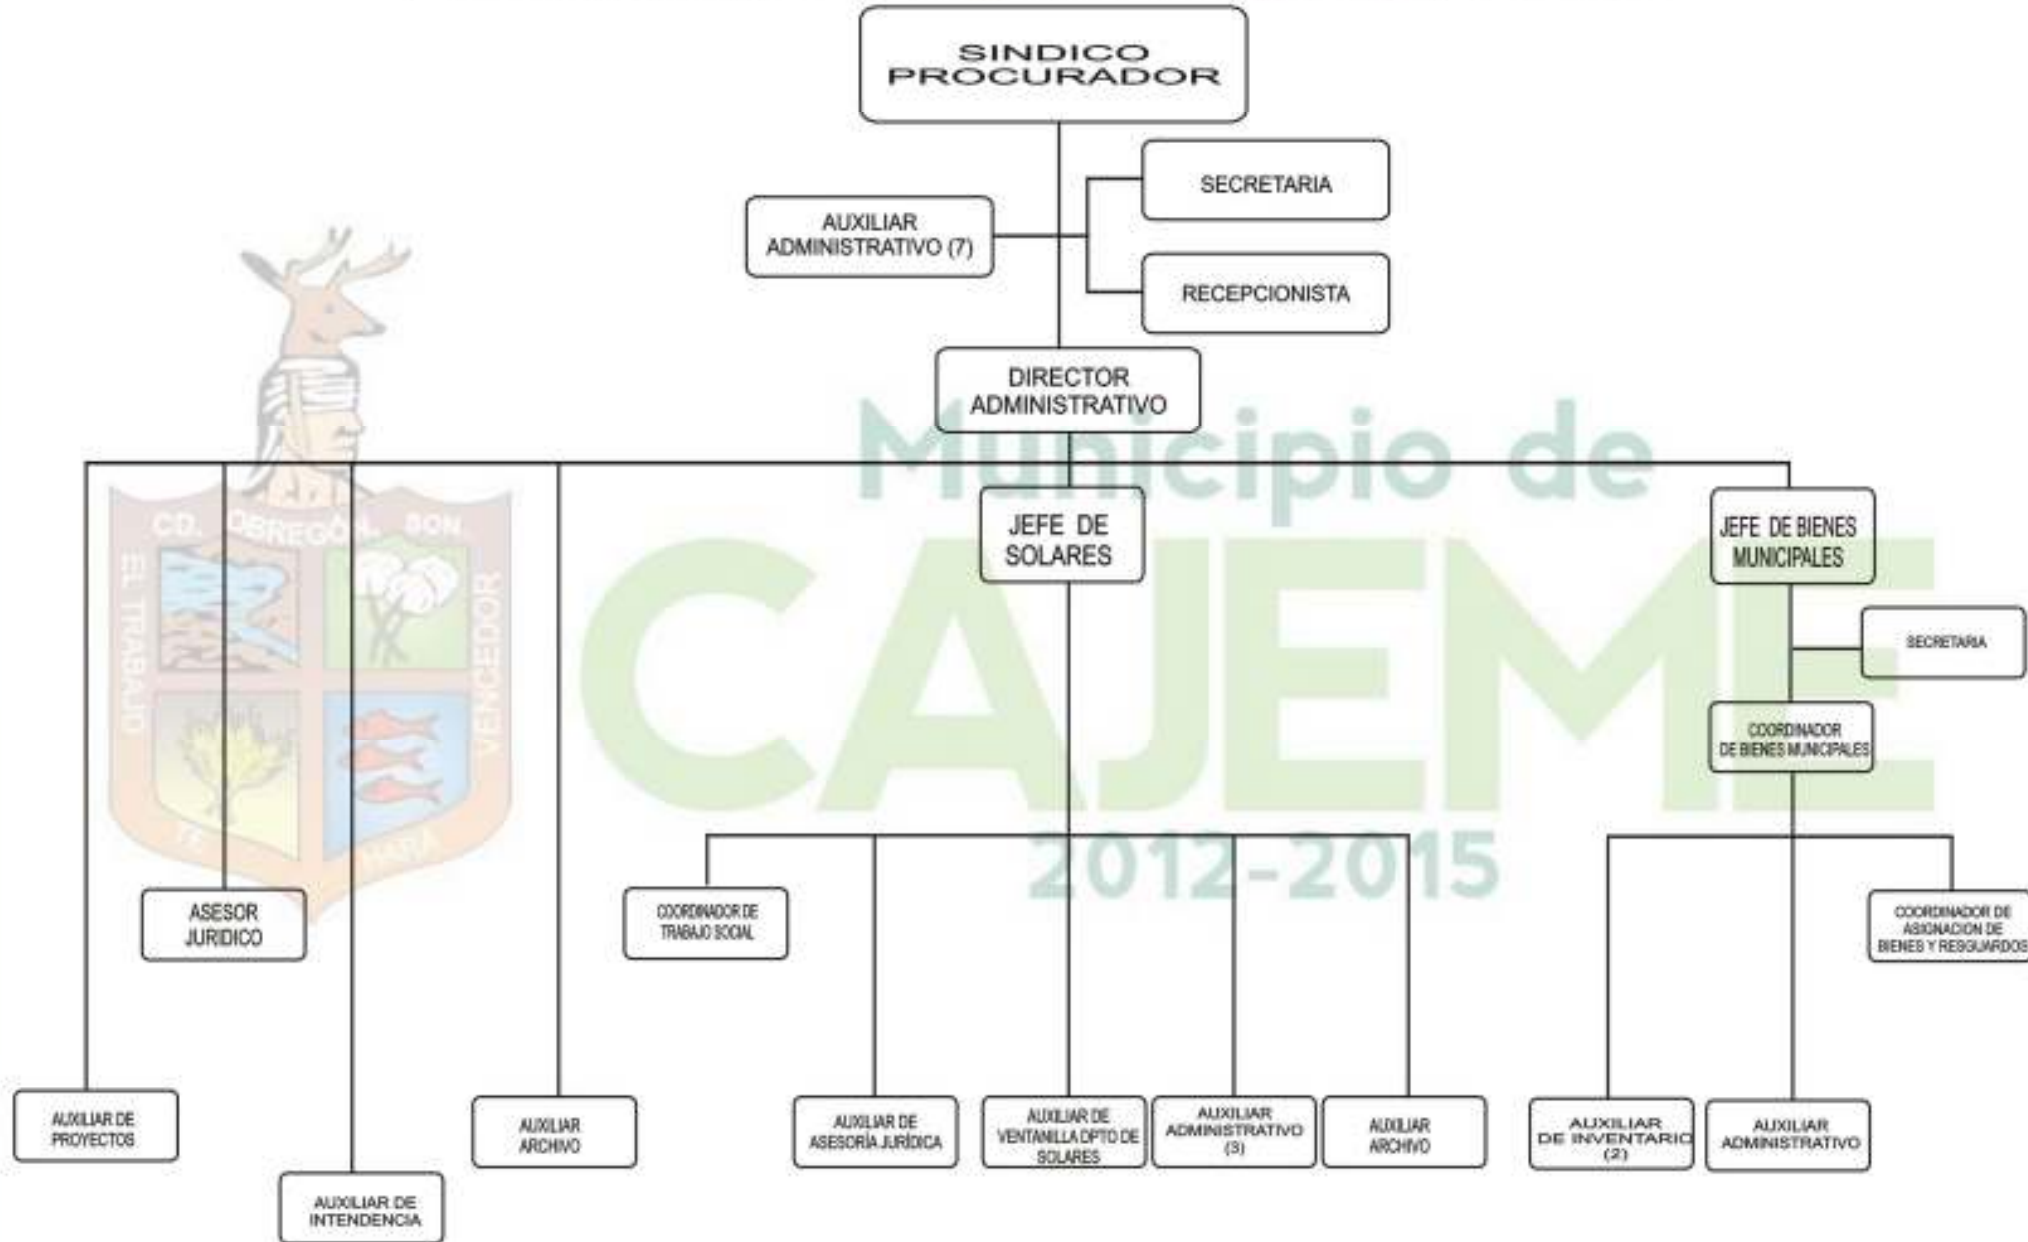 SINDICO
PROCURADOR
SECRETARIA
AUXILIAR
ADMINISTRATIVO (7)
RECEPCIONISTA
DIRECTOR
ADMINISTRATIVO
Municipio de
CAJEME
2012-2015
CD. OBREGÓN, SON.
EL TRABAJO
VENCEDOR
TE
HARÁ
JEFE DE
SOLARES
JEFE DE BIENES
MUNICIPALES
SECRETARIA
COORDINADOR
DE BIENES MUNICIPALES
ASESOR
JURIDICO
COORDINADOR DE
TRABAJO SOCIAL
COORDINADOR DE
ASIGNACION DE
BIENES Y RESGUARDOS
AUXILIAR DE
PROYECTOS
AUXILIAR DE
INTENDENCIA
AUXILIAR
ARCHIVO
AUXILIAR DE
ASESORÍA JURÍDICA
AUXILIAR DE
VENTANILLA DPTO DE
SOLARES
AUXILIAR
ADMINISTRATIVO
(3)
AUXILIAR
ARCHIVO
AUXILIAR
DE INVENTARIO
(2)
AUXILIAR
ADMINISTRATIVO